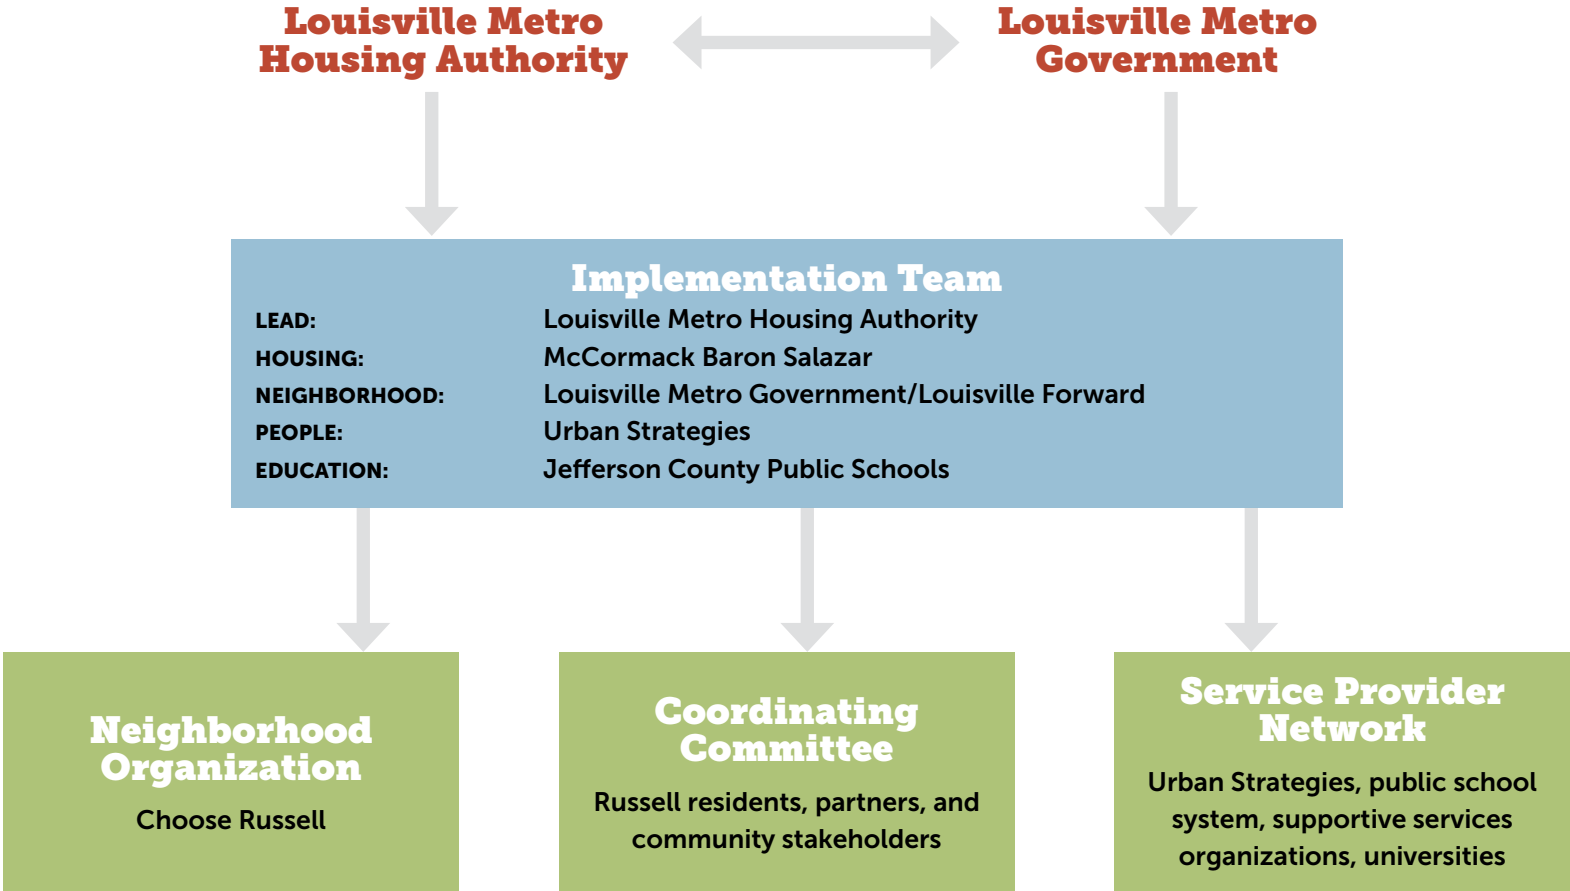 Louisville Metro
Housing Authority
Louisville Metro
Government
Implementation Team
LEAD: Louisville Metro Housing Authority
HOUSING: McCormack Baron Salazar
NEIGHBORHOOD: Louisville Metro Government/Louisville Forward
PEOPLE: Urban Strategies
EDUCATION: Jefferson County Public Schools
Neighborhood
Organization
Choose Russell
Coordinating
Committee
Russell residents, partners, and
community stakeholders
Service Provider
Network
Urban Strategies, public school
system, supportive services
organizations, universities